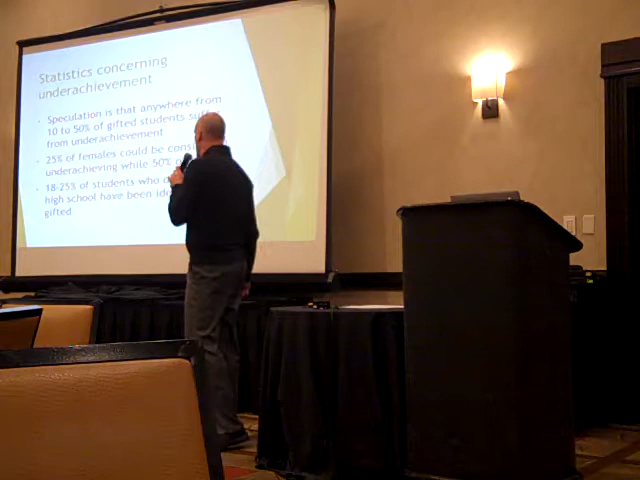 Statistics concerning
underachievement
Speculation is that anywhere from
10 to 50% of gifted students
from underachievement
25% of females could be
underachieving while 50%
18-25% of students who
high school have been
gifted